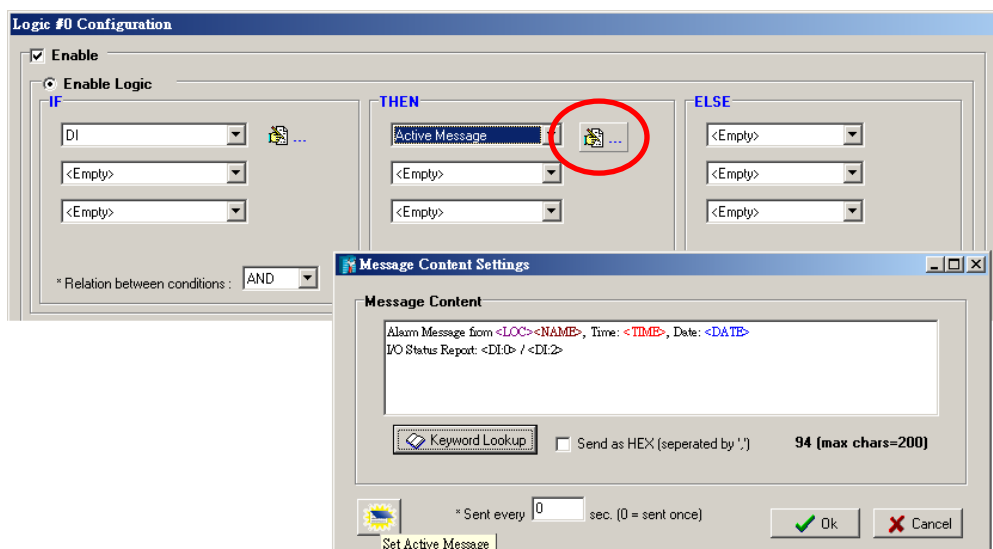 Logic #0 Configuration
Enable
Enable Logic
IF
THEN
ELSE
DI
...
Active Message
...
<Empty>
<Empty>
<Empty>
<Empty>
<Empty>
<Empty>
<Empty>
* Relation between conditions : AND
Message Content Settings
Message Content
Alarm Message from <LOC><NAME>, Time: <TIME>, Date: <DATE>
I/O Status Report: <DI:0> / <DI:2>
Keyword Lookup
Send as HEX (seperated by ',')
94 (max chars=200)
* Sent every 0 sec. (0 = sent once)
Ok
Cancel
Set Active Message